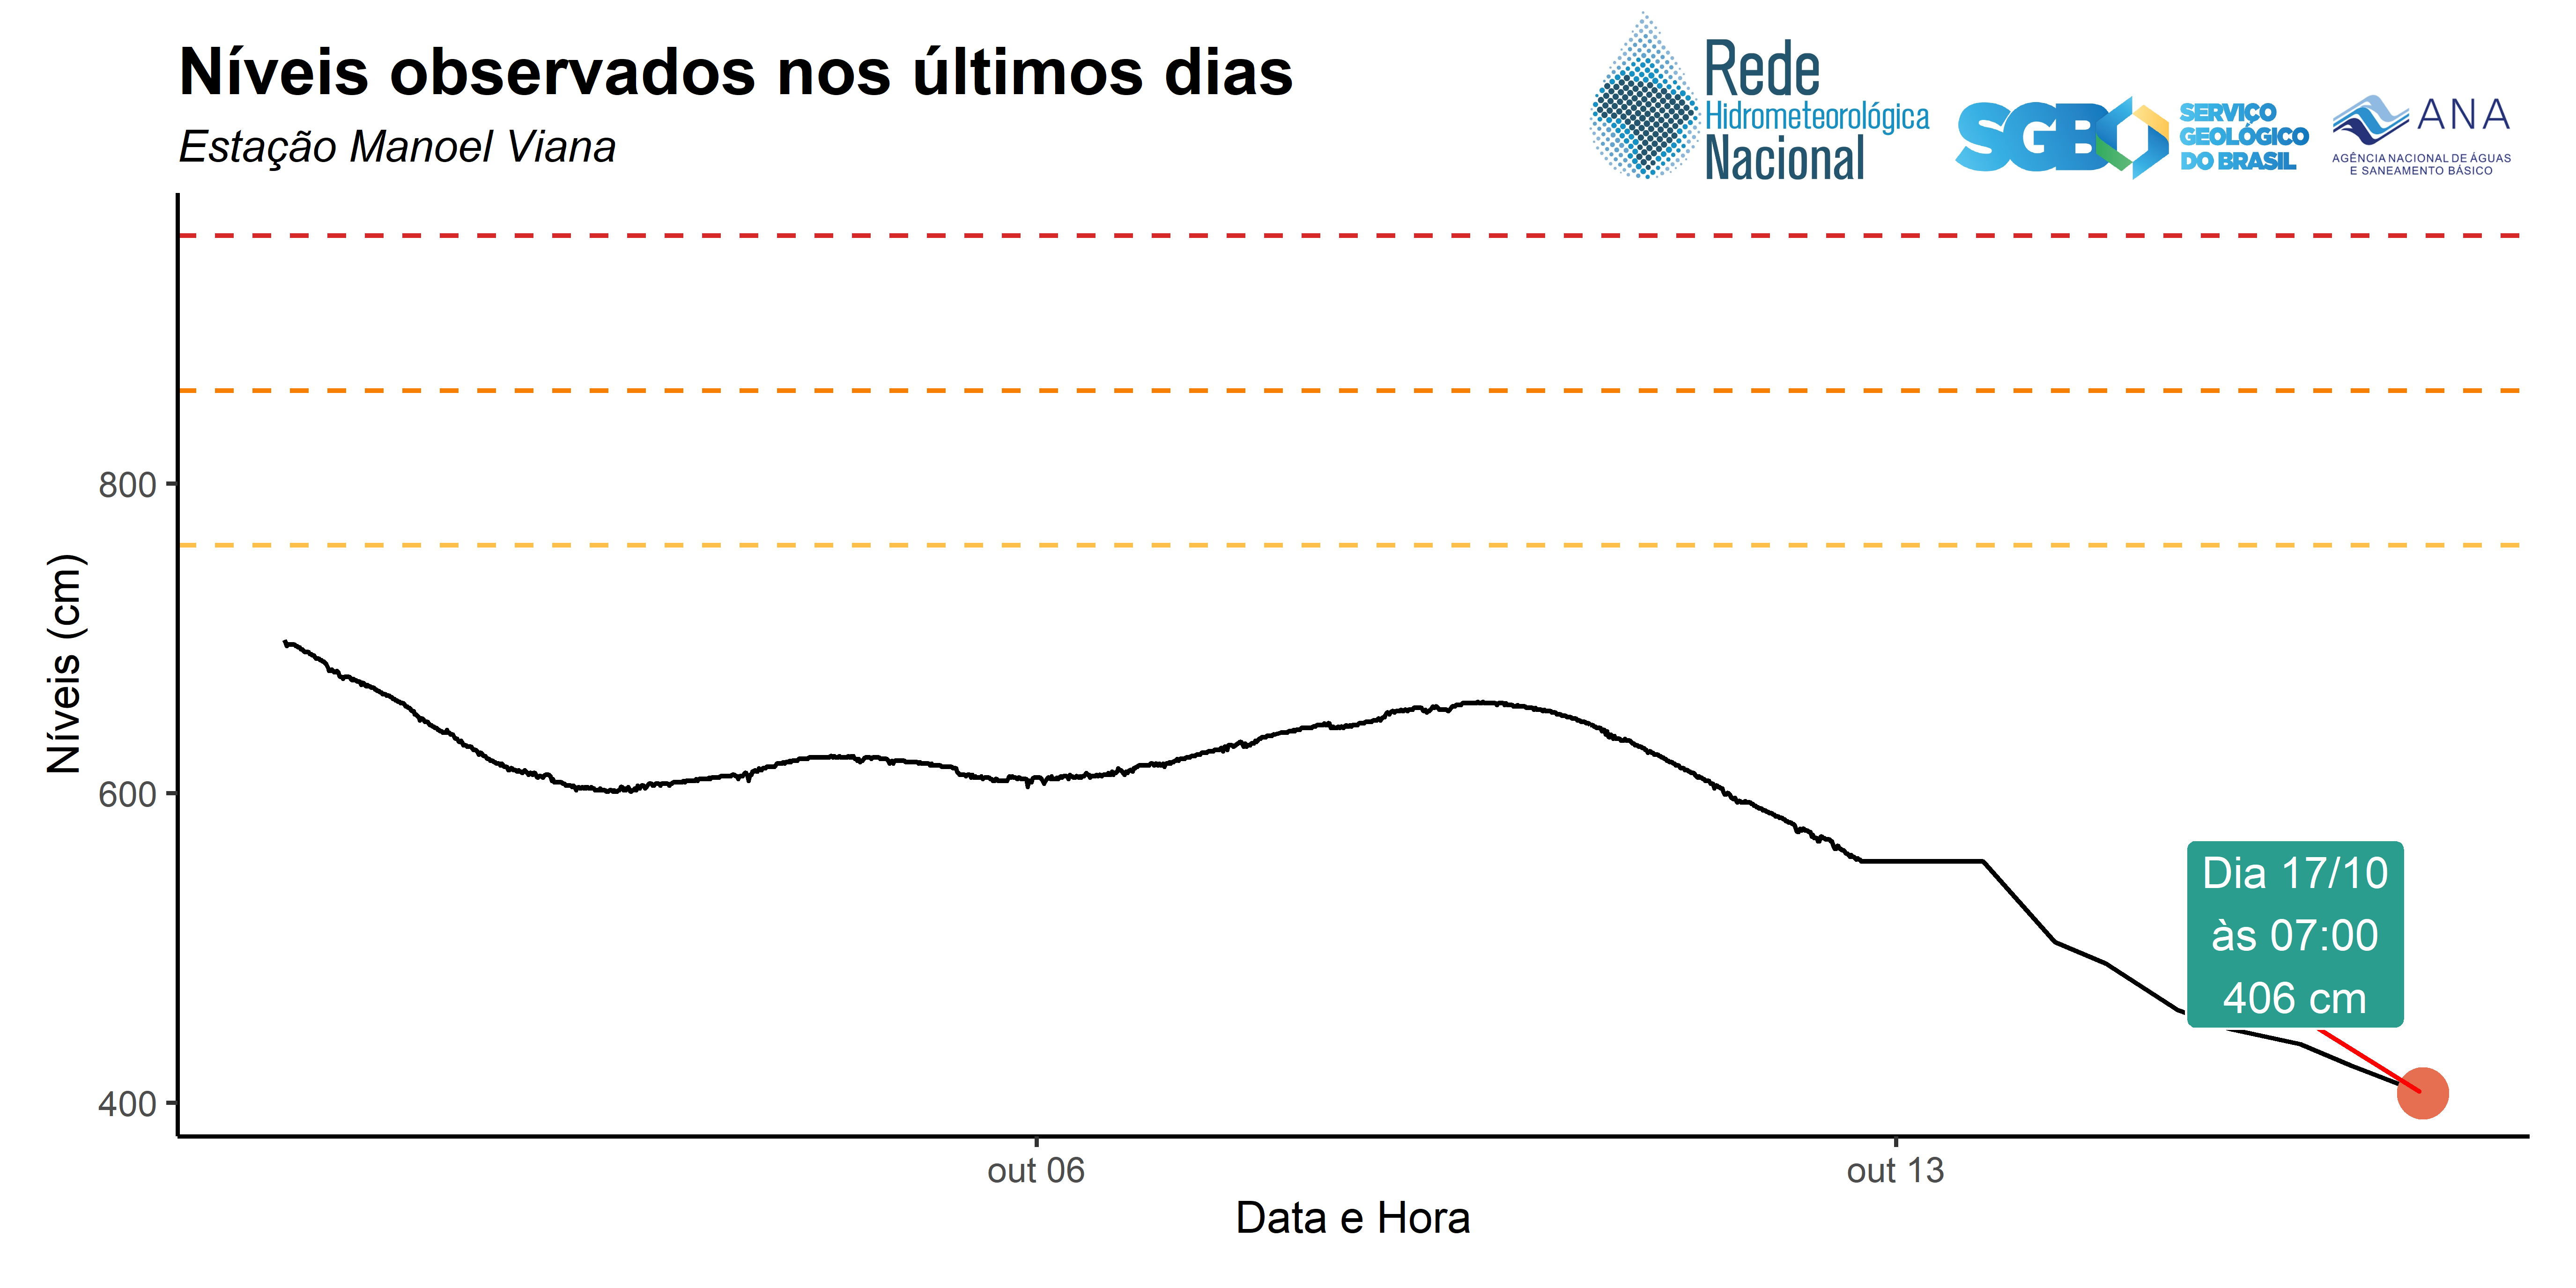 Níveis observados nos últimos dias
Estação Manoel Viana
Rede
Hidrometeorológica
Nacional
SGB
SERVIÇO
GEOLÓGICO
DO BRASIL
ANA
AGÊNCIA NACIONAL DE ÁGUAS
E SANEAMENTO BÁSICO
Níveis (cm)
800
600
400
Dia 17/10
às 07:00
406 cm
out 06
out 13
Data e Hora